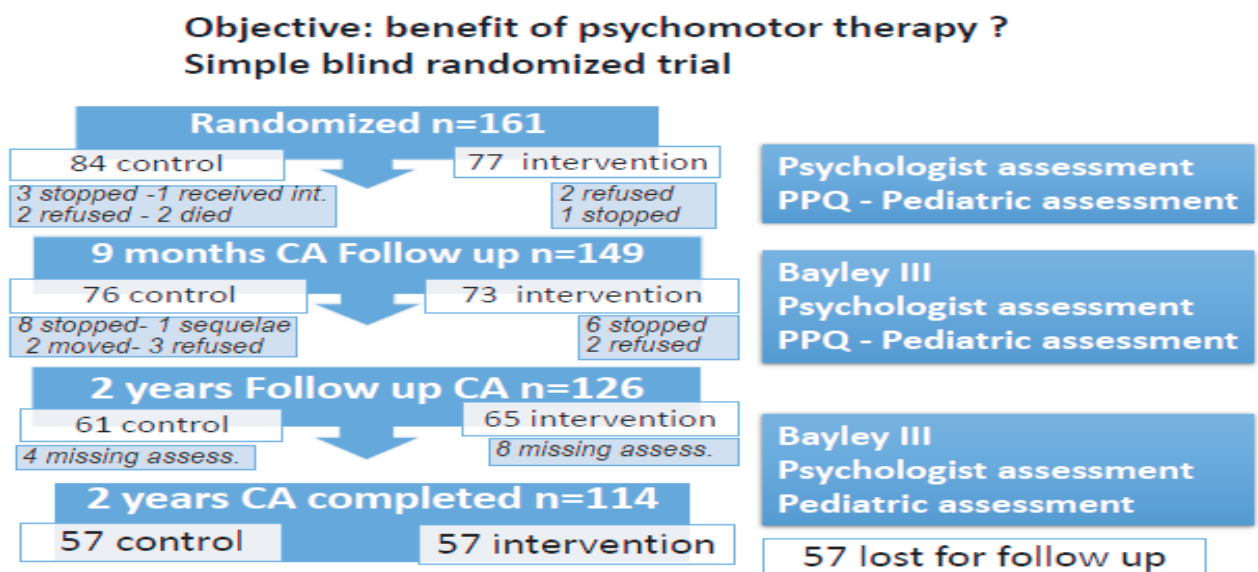 Objective: benefit of psychomotor therapy ?
Simple blind randomized trial
Randomized n=161
84 control
77 intervention
3 stopped -1 received int.
2 refused - 2 died
2 refused
1 stopped
Psychologist assessment
PPQ - Pediatric assessment
9 months CA Follow up n=149
76 control
73 intervention
8 stopped- 1 sequelae
2 moved- 3 refused
6 stopped
2 refused
Bayley III
Psychologist assessment
PPQ - Pediatric assessment
2 years Follow up CA n=126
61 control
65 intervention
4 missing assess.
8 missing assess.
Bayley III
Psychologist assessment
Pediatric assessment
2 years CA completed n=114
57 control
57 intervention
57 lost for follow up